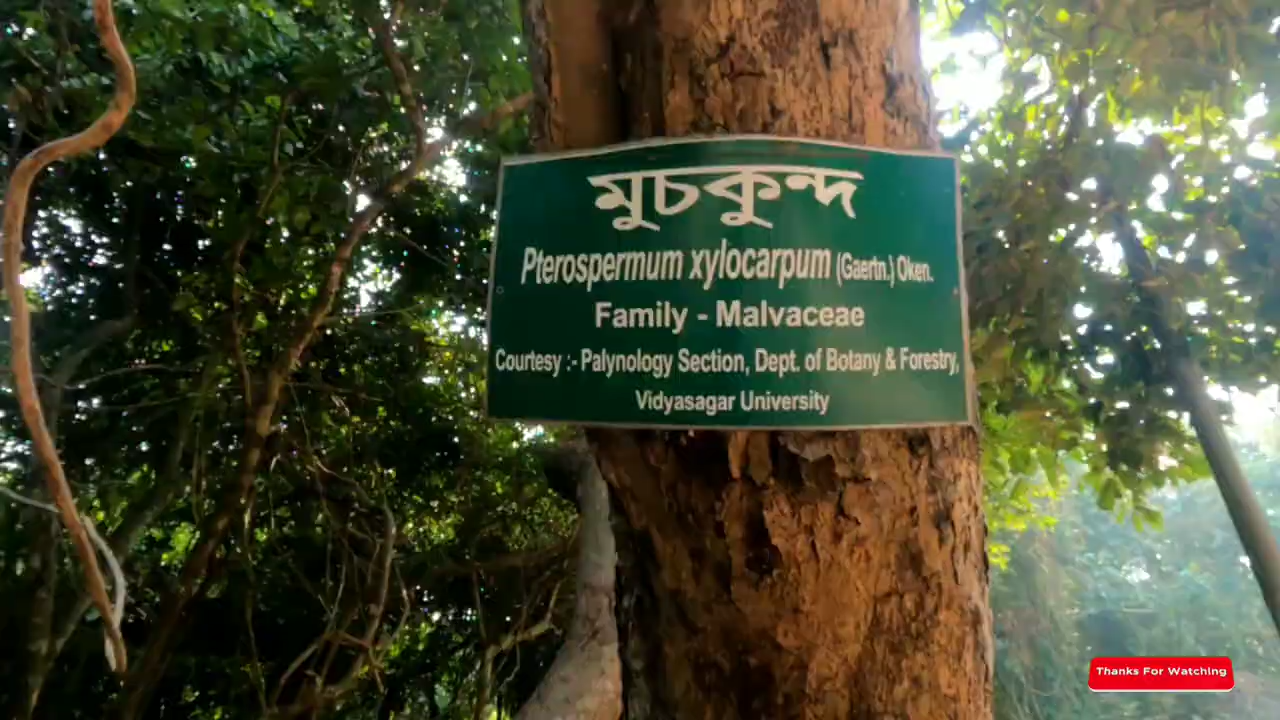 মুচকুন্দ
Pterospermum xylocarpum (Gaertn.) Oken.
Family - Malvaceae
Courtesy :- Palynology Section, Dept. of Botany & Forestry,
Vidyasagar University
Thanks For Watching